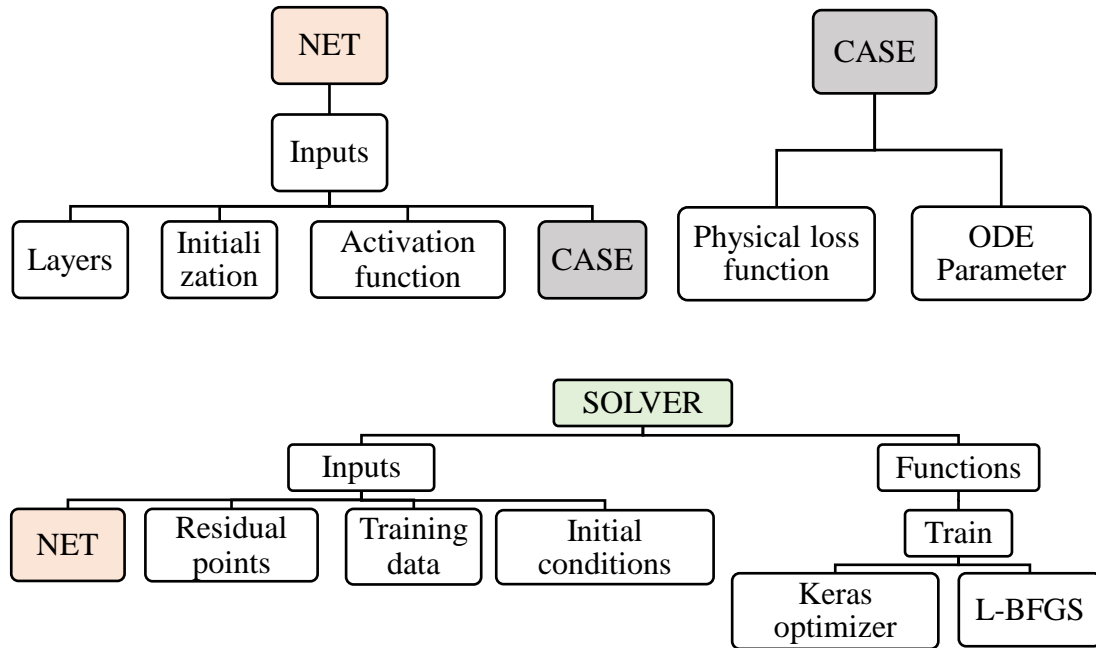 NET
Inputs
Layers
Initiali
zation
Activation
function
CASE
CASE
Physical loss
function
ODE
Parameter
SOLVER
Inputs
NET
Residual
points
Training
data
Initial
conditions
Functions
Train
Keras
optimizer
L-BFGS